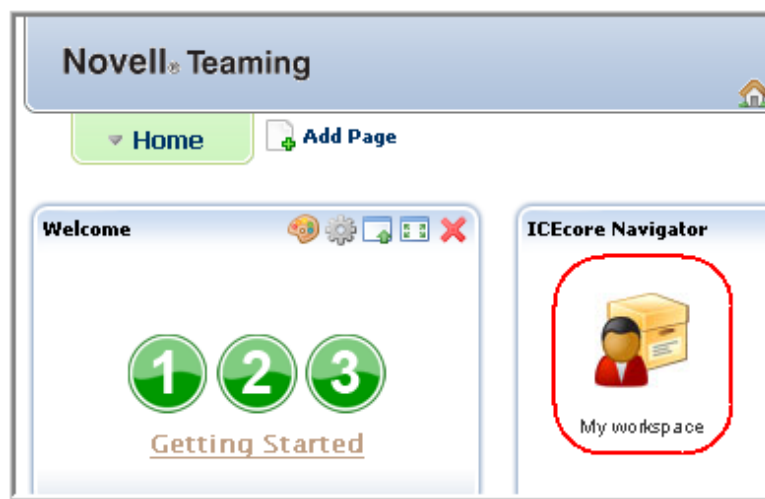 Novell® Teaming
Home
Add Page
Welcome
ICEcore Navigator
1 2 3
Getting Started
My workspace